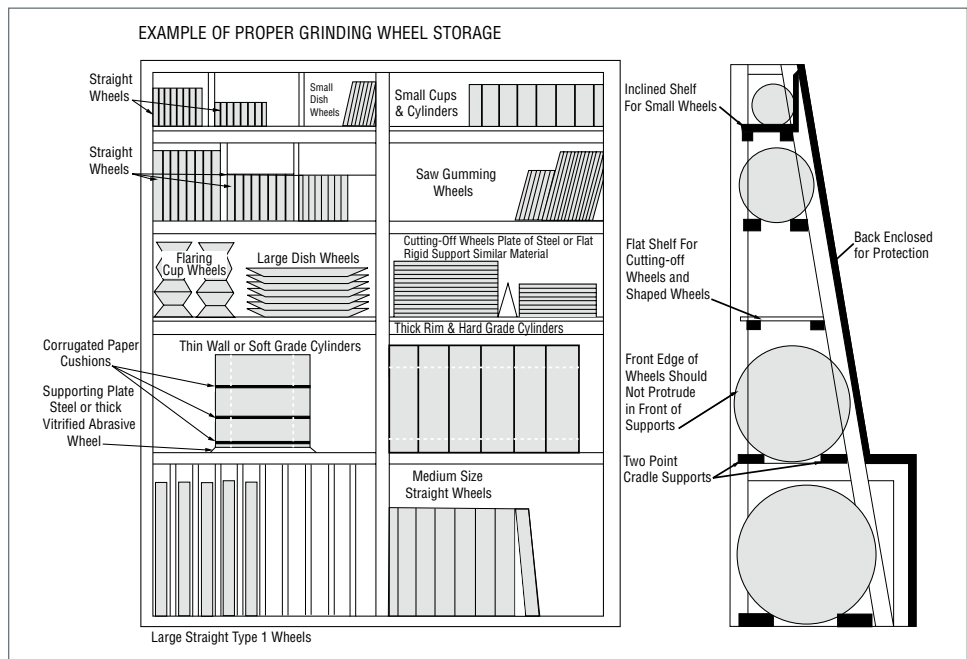 EXAMPLE OF PROPER GRINDING WHEEL STORAGE
Straight
Wheels
Small
Dish
Wheels
Small Cups
& Cylinders
Straight
Wheels
Saw Gumming
Wheels
Flaring
Cup Wheels
Large Dish Wheels
Cutting-Off Wheels Plate of Steel or Flat
Rigid Support Similar Material
Thick Rim & Hard Grade Cylinders
Corrugated Paper
Cushions
Thin Wall or Soft Grade Cylinders
Supporting Plate
Steel or thick
Vitrified Abrasive
Wheel
Medium Size
Straight Wheels
Large Straight Type 1 Wheels
Inclined Shelf
For Small Wheels
Back Enclosed
for Protection
Flat Shelf For
Cutting-off
Wheels and
Shaped Wheels
Front Edge of
Wheels Should
Not Protrude
in Front of
Supports
Two Point
Cradle Supports